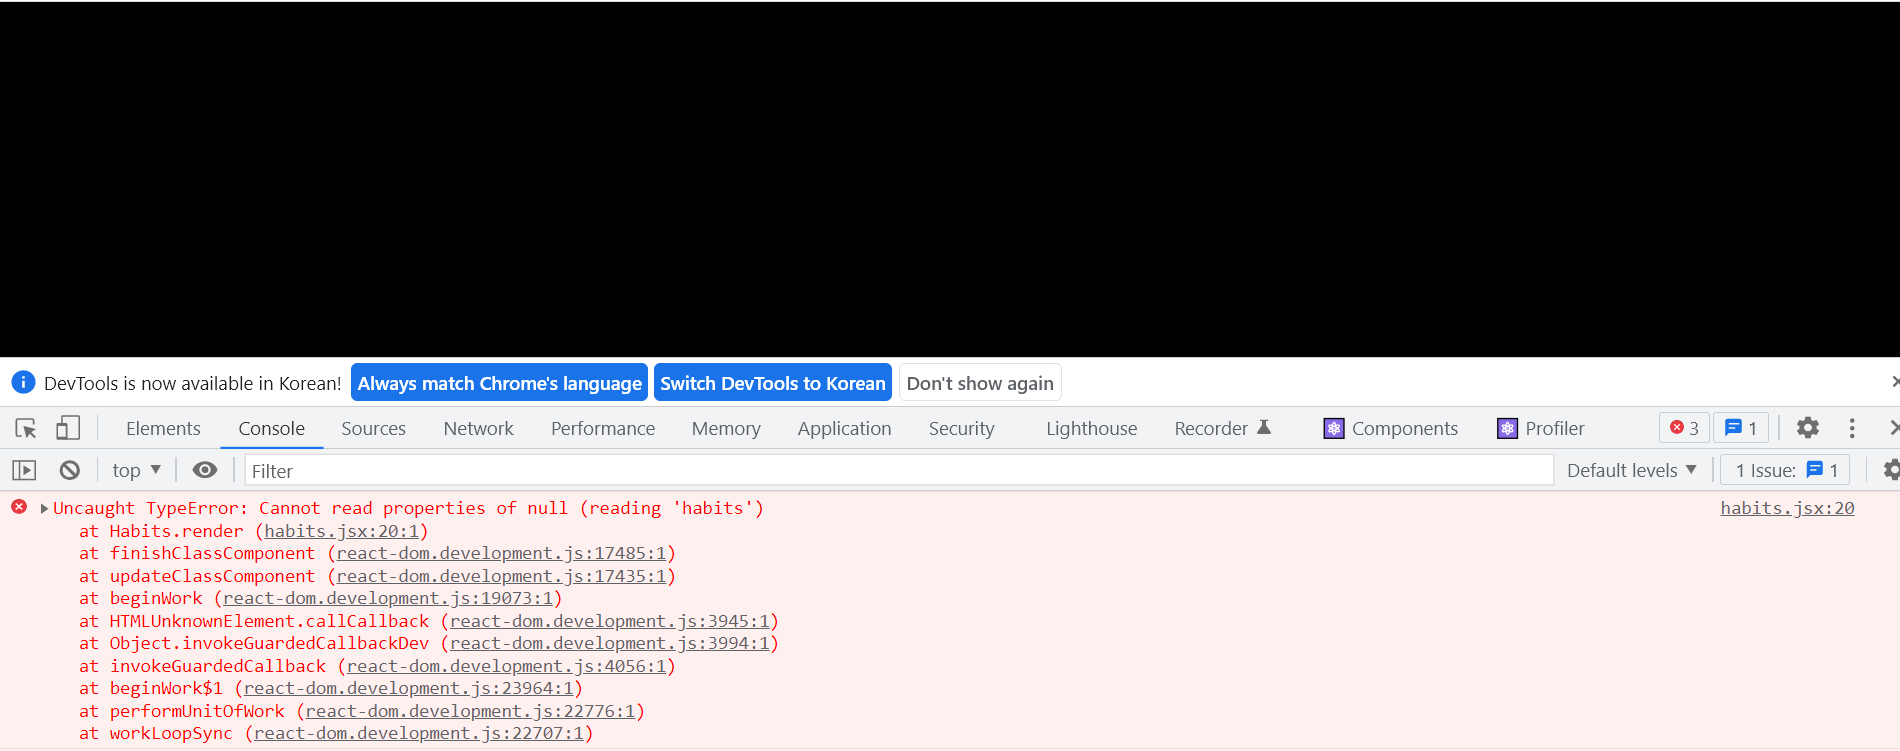 DevTools is now available in Korean! Always match Chrome's language Switch DevTools to Korean Don't show again
Elements Console Sources Network Performance Memory Application Security Lighthouse Recorder Components Profiler 3 1
top Filter Default levels 1 Issue: 1
Uncaught TypeError: Cannot read properties of null (reading 'habits') habits.jsx:20
at Habits.render (habits.jsx:20:1)
at finishClassComponent (react-dom.development.js:17485:1)
at updateClassComponent (react-dom.development.js:17435:1)
at beginWork (react-dom.development.js:19073:1)
at HTMLUnknownElement.callCallback (react-dom.development.js:3945:1)
at Object.invokeGuardedCallbackDev (react-dom.development.js:3994:1)
at invokeGuardedCallback (react-dom.development.js:4056:1)
at beginWork$1 (react-dom.development.js:23964:1)
at performUnitOfWork (react-dom.development.js:22776:1)
at workLoopSync (react-dom.development.js:22707:1)